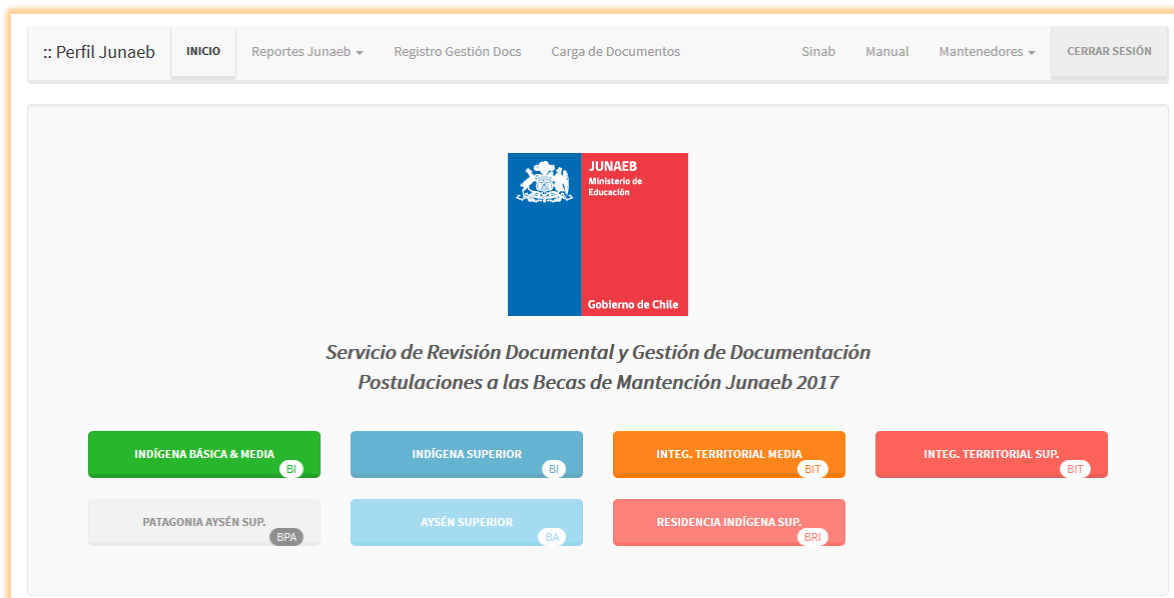 :: Perfil Junaeb INICIO Reportes Junaeb Registro Gestión Docs Carga de Documentos Sinab Manual Mantenedores CERRAR SESIÓN
JUNAEB
Ministerio de
Educación
Gobierno de Chile
Servicio de Revisión Documental y Gestión de Documentación
Postulaciones a las Becas de Mantención Junaeb 2017
INDÍGENA BÁSICA & MEDIA
BI
INDÍGENA SUPERIOR
BI
INTEG. TERRITORIAL MEDIA
BIT
INTEG. TERRITORIAL SUP.
BIT
PATAGONIA AYSÉN SUP.
BPA
AYSÉN SUPERIOR
BA
RESIDENCIA INDÍGENA SUP.
BRI